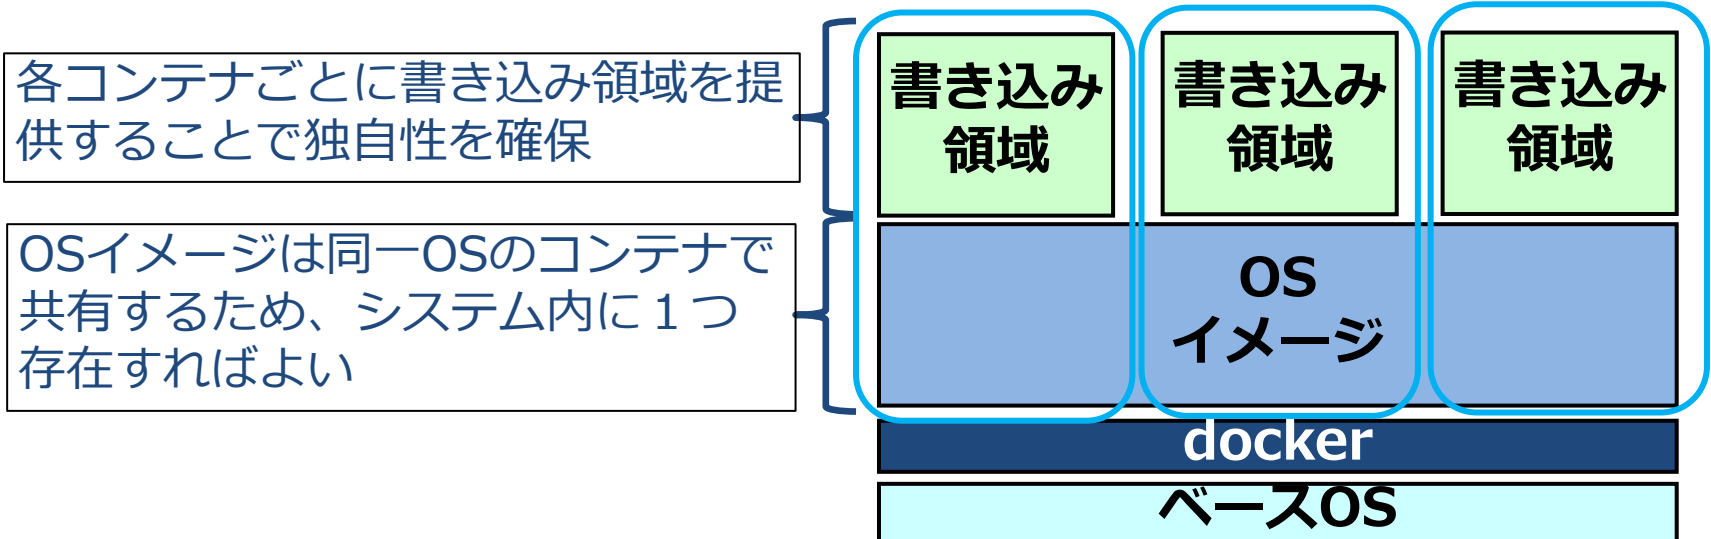 各コンテナごとに書き込み領域を提
供することで独自性を確保
OSイメージは同一OSのコンテナで
共有するため、システム内に１つ
存在すればよい
書き込み
領域
書き込み
領域
書き込み
領域
OS
イメージ
docker
ベースOS